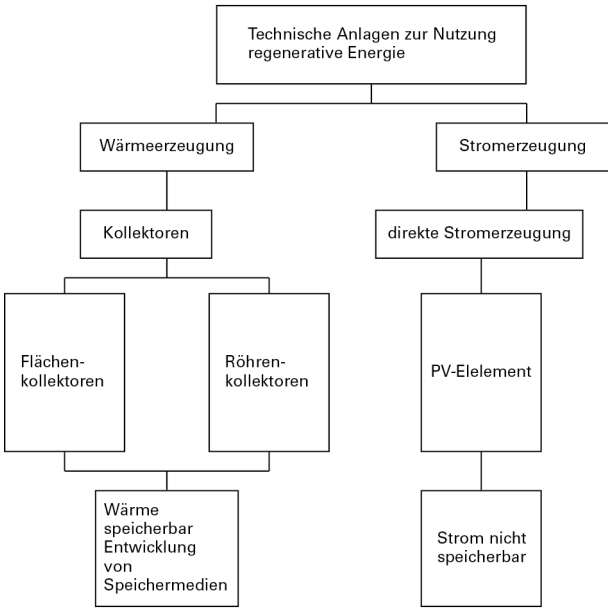 Technische Anlagen zur Nutzung
regenerative Energie
Wärmeerzeugung
Stromerzeugung
Kollektoren
direkte Stromerzeugung
Flächen-
kollektoren
Röhren-
kollektoren
PV-Elelement
Wärme
speicherbar
Entwicklung
von
Speichermedien
Strom nicht
speicherbar